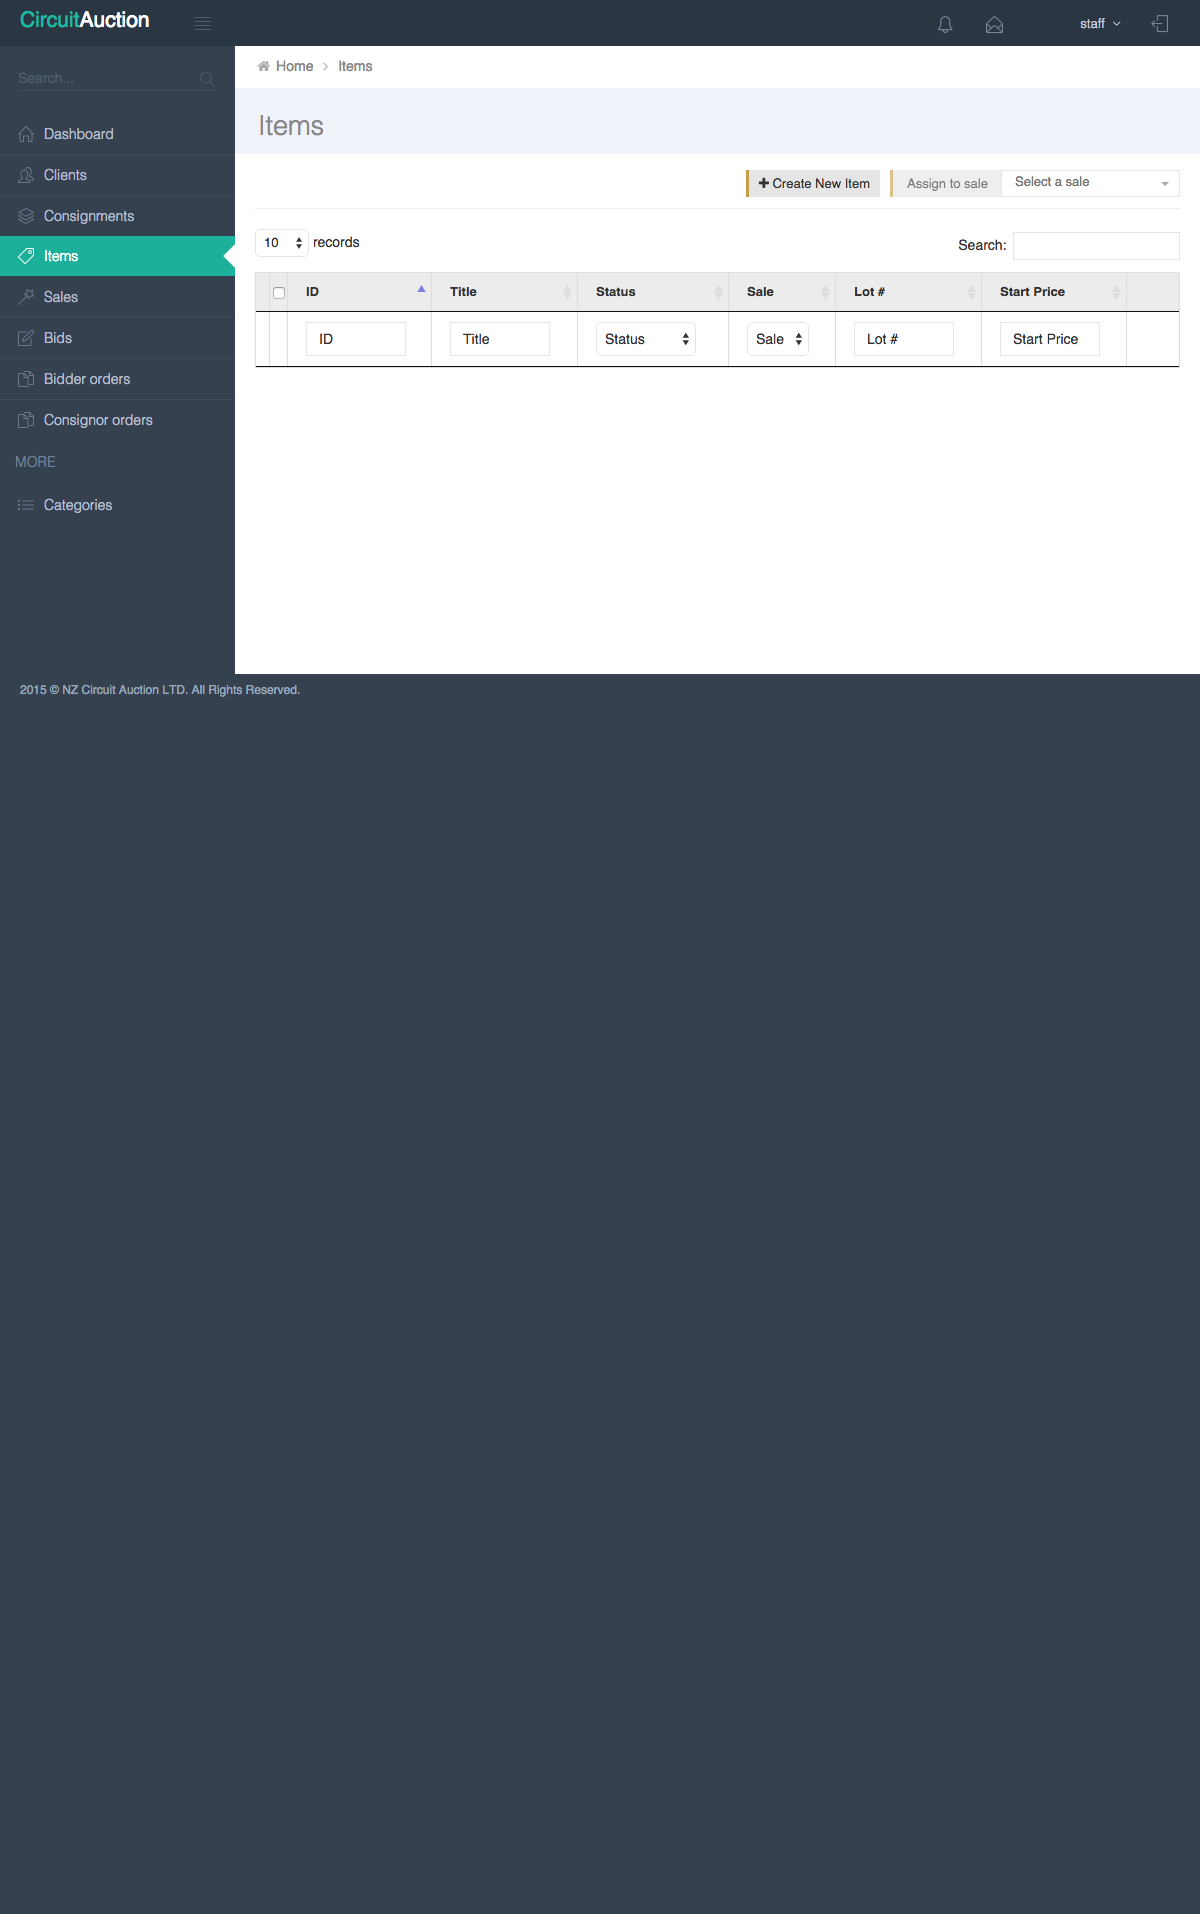 CircuitAuction
staff
Search...
Dashboard
Clients
Consignments
Items
Sales
Bids
Bidder orders
Consignor orders
MORE
Categories
Home > Items
Items
Create New Item
Assign to sale
Select a sale
10 records
Search:
ID Title Status Sale Lot # Start Price
ID Title Status Sale Lot # Start Price
2015 © NZ Circuit Auction LTD. All Rights Reserved.